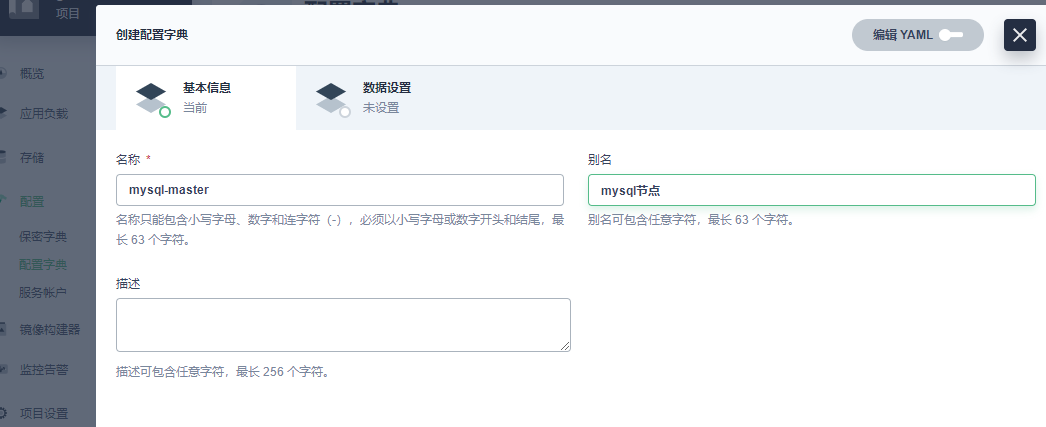 项目
创建配置字典
编辑 YAML
概览
应用负载
存储
配置
保密字典
配置字典
服务帐户
镜像构建器
监控告警
项目设置
基本信息
当前
数据设置
未设置
名称 *
mysql-master
名称只能包含小写字母、数字和连字符（-），必须以小写字母或数字开头和结尾，最
长 63 个字符。
别名
mysql节点
别名可包含任意字符，最长 63 个字符。
描述
描述可包含任意字符，最长 256 个字符。